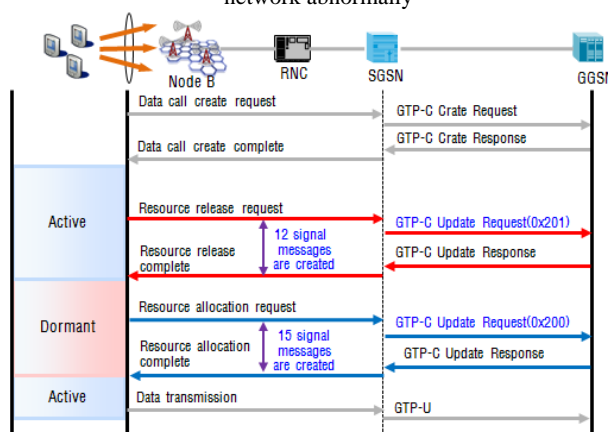 network abnormally
Node B
RNC
SGSN
GGSN
Data call create request
GTP-C Crate Request
GTP-C Crate Response
Data call create complete
Active
Resource release request
GTP-C Update Request(0x201)
12 signal
messages
are created
Resource release
complete
GTP-C Update Response
Dormant
Resource allocation request
GTP-C Update Request(0x200)
15 signal
messages
are created
Resource allocation
complete
GTP-C Update Response
Active
Data transmission
GTP-U